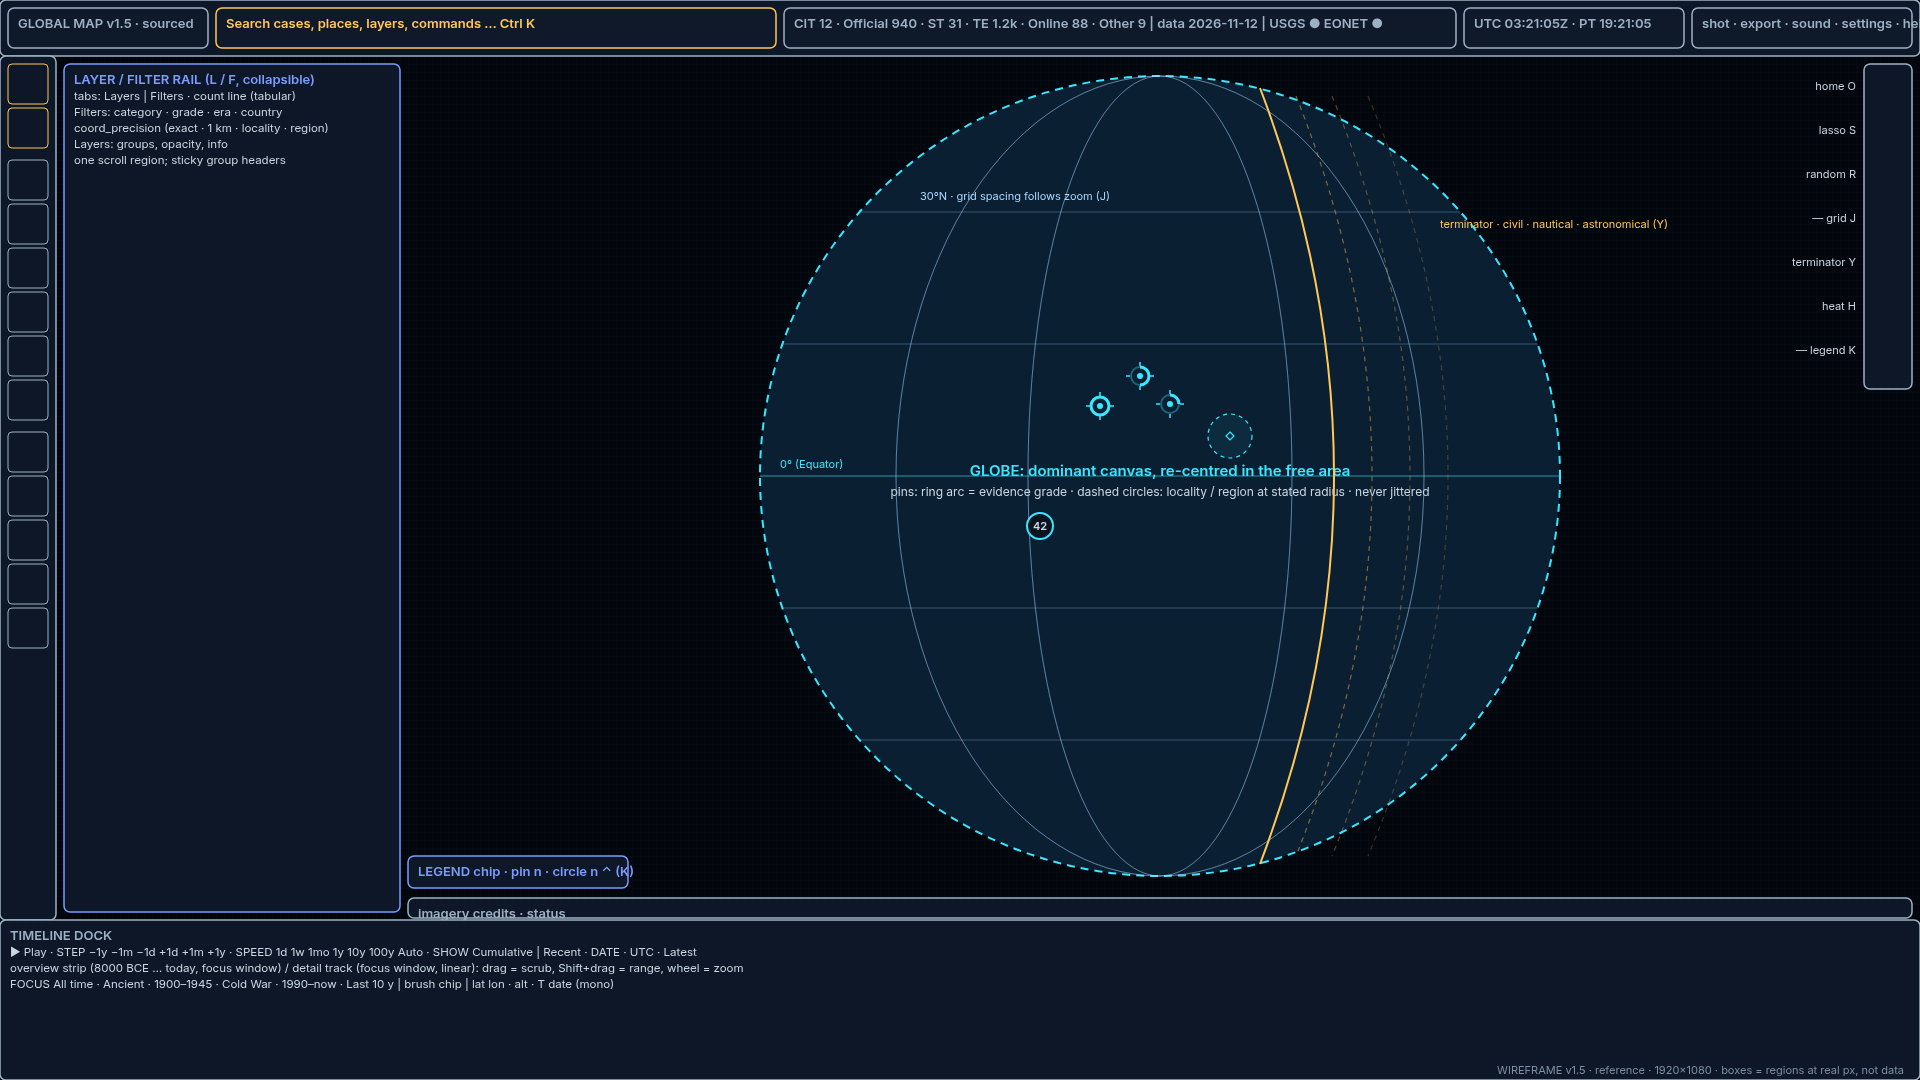 GLOBAL MAP v1.5 · sourced
Search cases, places, layers, commands … Ctrl K
CIT 12 · Official 940 · ST 31 · TE 1.2k · Online 88 · Other 9 | data 2026-11-12 | USGS ● EONET ●
UTC 03:21:05Z · PT 19:21:05
shot · export · sound · settings · he
LAYER / FILTER RAIL (L / F, collapsible)
tabs: Layers | Filters · count line (tabular)
Filters: category · grade · era · country
coord_precision (exact · 1 km · locality · region)
Layers: groups, opacity, info
one scroll region; sticky group headers
home O
lasso S
random R
— grid J
terminator Y
heat H
— legend K
30°N · grid spacing follows zoom (J)
terminator · civil · nautical · astronomical (Y)
0° (Equator)
GLOBE: dominant canvas, re-centred in the free area
pins: ring arc = evidence grade · dashed circles: locality / region at stated radius · never jittered
42
LEGEND chip · pin n · circle n ^ (K)
imagery credits · status
TIMELINE DOCK
▶ Play · STEP −1y −1m −1d +1d +1m +1y · SPEED 1d 1w 1mo 1y 10y 100y Auto · SHOW Cumulative | Recent · DATE · UTC · Latest
overview strip (8000 BCE … today, focus window) / detail track (focus window, linear): drag = scrub, Shift+drag = range, wheel = zoom
FOCUS All time · Ancient · 1900–1945 · Cold War · 1990–now · Last 10 y | brush chip | lat lon · alt · T date (mono)
WIREFRAME v1.5 · reference · 1920×1080 · boxes = regions at real px, not data